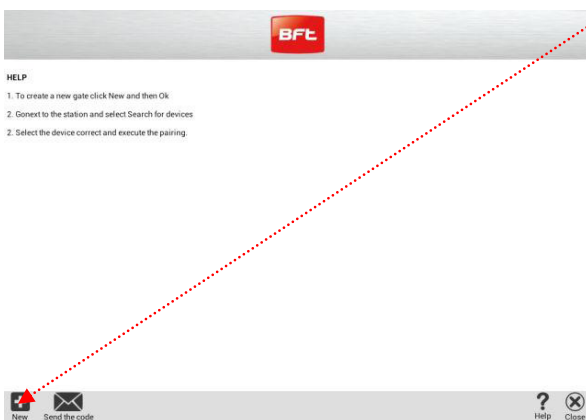 BFt
HELP
1. To create a new gate click New and then Ok
2. Gonext to the station and select Search for devices
2. Select the device correct and execute the pairing.
New Send the code Help Close